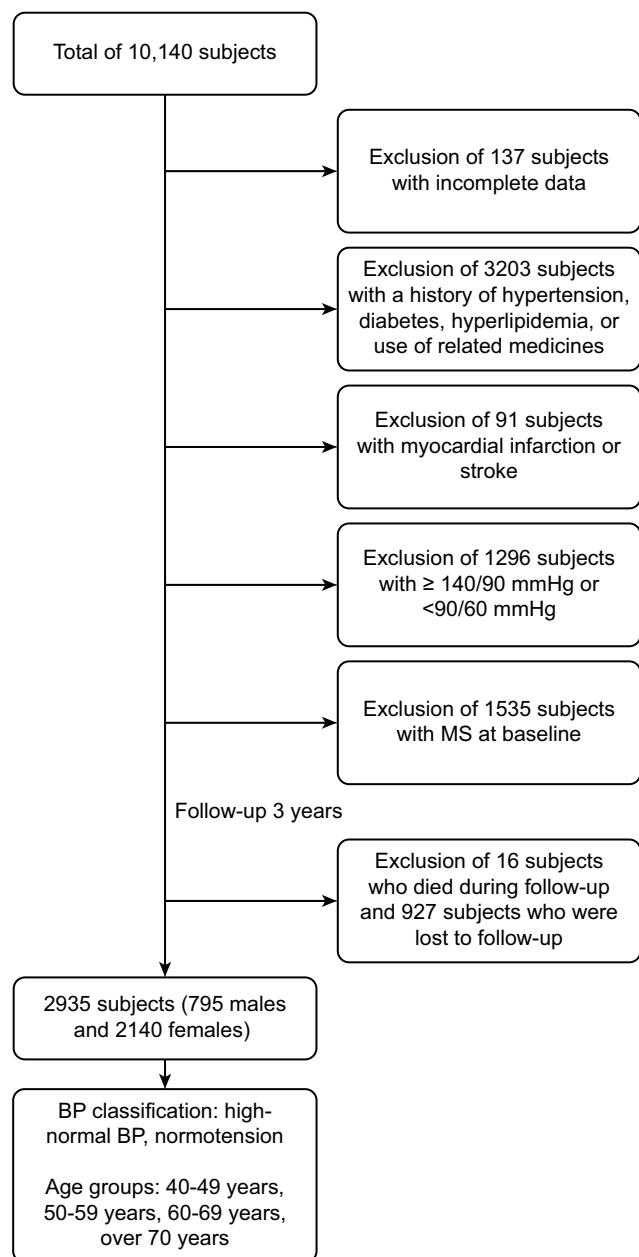 Total of 10,140 subjects
Exclusion of 137 subjects
with incomplete data
Exclusion of 3203 subjects
with a history of hypertension,
diabetes, hyperlipidemia, or
use of related medicines
Exclusion of 91 subjects
with myocardial infarction or
stroke
Exclusion of 1296 subjects
with ≥ 140/90 mmHg or
<90/60 mmHg
Exclusion of 1535 subjects
with MS at baseline
Follow-up 3 years
Exclusion of 16 subjects
who died during follow-up
and 927 subjects who were
lost to follow-up
2935 subjects (795 males
and 2140 females)
BP classification: high-
normal BP, normotension
Age groups: 40-49 years,
50-59 years, 60-69 years,
over 70 years